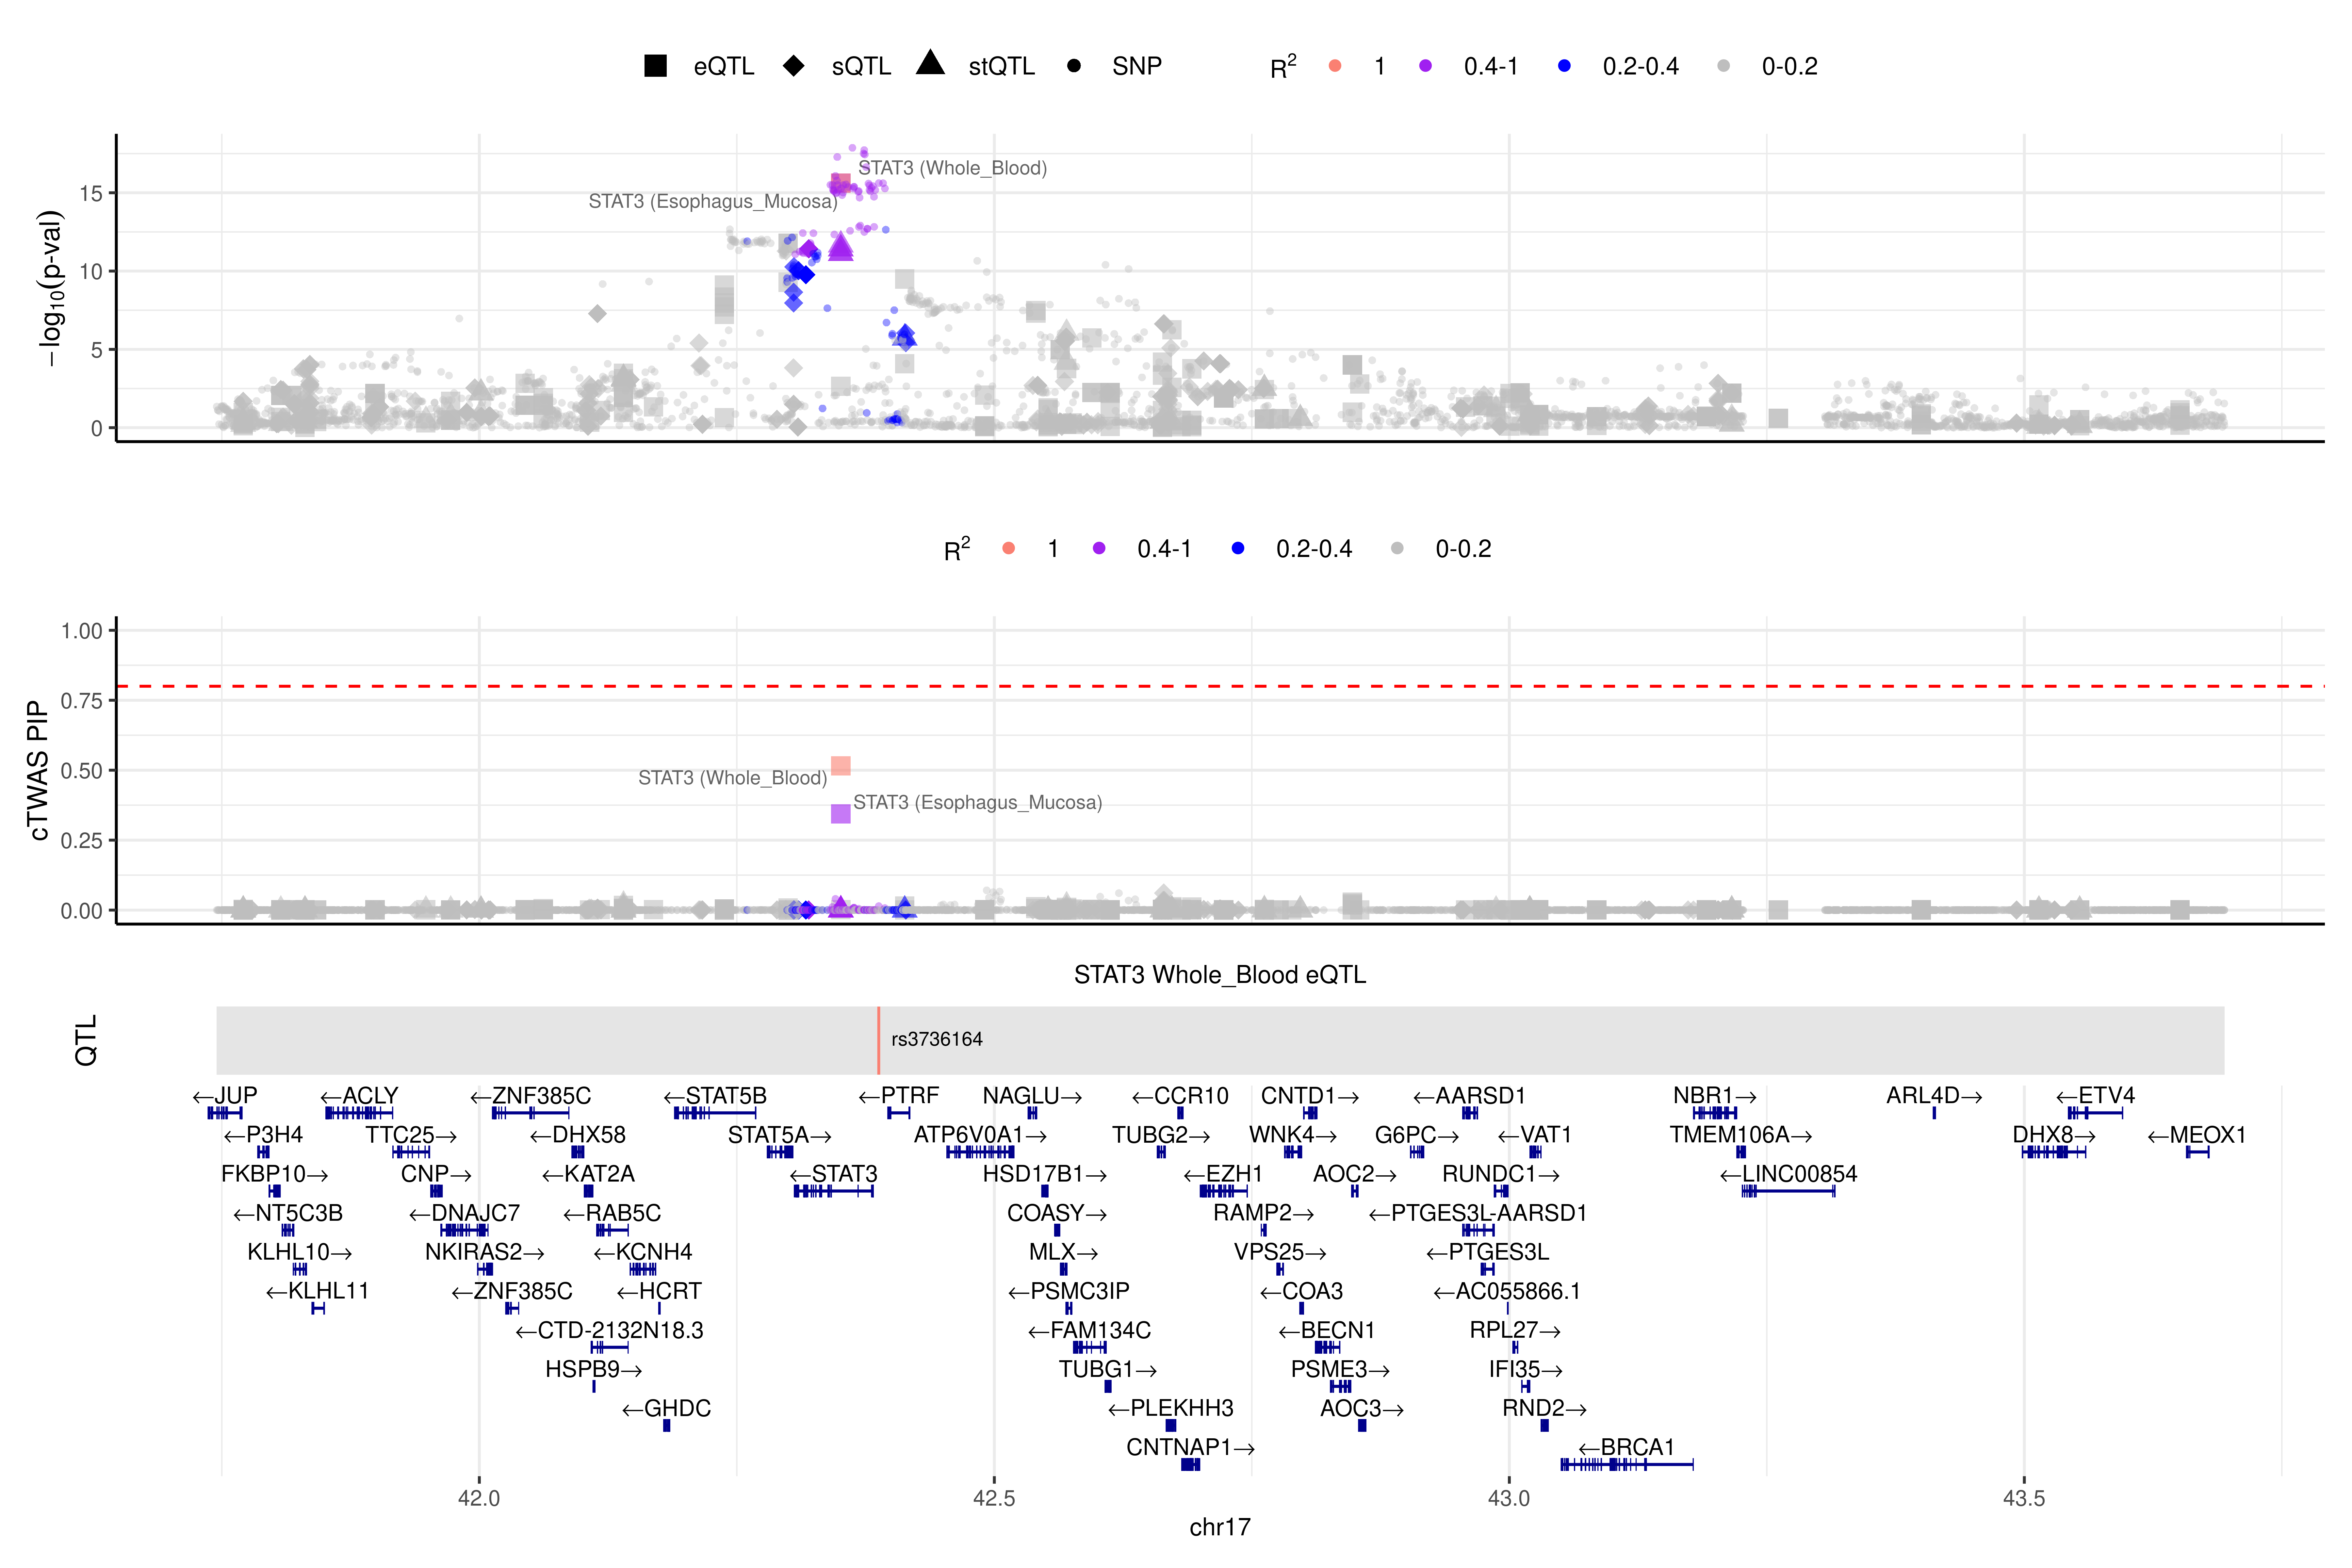 eQTL sQTL stQTL SNP R2 1 0.4-1 0.2-0.4 0-0.2
−log10(p-val)
15
10
5
0
STAT3 (Whole_Blood)
STAT3 (Esophagus_Mucosa)
R2 1 0.4-1 0.2-0.4 0-0.2
cTWAS PIP
1.00
0.75
0.50
0.25
0.00
STAT3 (Whole_Blood)
STAT3 (Esophagus_Mucosa)
STAT3 Whole_Blood eQTL
QTL
rs3736164
←JUP ←ACLY ←ZNF385C ←STAT5B ←PTRF NAGLU→ ←CCR10 CNTD1→ ←AARSD1 NBR1→ ARL4D→ ←ETV4
←P3H4 TTC25→ ←DHX58 STAT5A→ ATP6V0A1→ TUBG2→ WNK4→ G6PC→ ←VAT1 TMEM106A→ DHX8→ ←MEOX1
FKBP10→ CNP→ ←KAT2A ←STAT3 HSD17B1→ ←EZH1 AOC2→ RUNDC1→ ←LINC00854
←NT5C3B ←DNAJC7 ←RAB5C COASY→ RAMP2→ ←PTGES3L-AARSD1
KLHL10→ NKIRAS2→ ←KCNH4 MLX→ VPS25→ ←PTGES3L
←KLHL11 ←ZNF385C ←HCRT ←PSMC3IP ←COA3 ←AC055866.1
←CTD-2132N18.3 ←FAM134C ←BECN1 RPL27→
HSPB9→ TUBG1→ PSME3→ IFI35→
←GHDC ←PLEKHH3 AOC3→ RND2→
CNTNAP1→ ←BRCA1
42.0 42.5 43.0 43.5
chr17